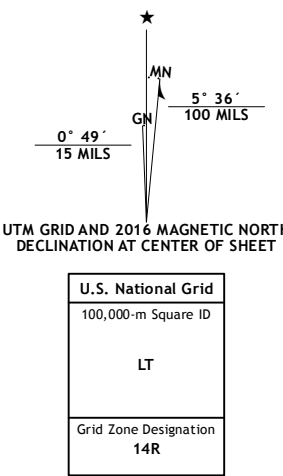 MN
5° 36´
100 MILS
GN
0° 49´
15 MILS
UTM GRID AND 2016 MAGNETIC NORTH
DECLINATION AT CENTER OF SHEET
U.S. National Grid
100,000-m Square ID
LT
Grid Zone Designation
14R